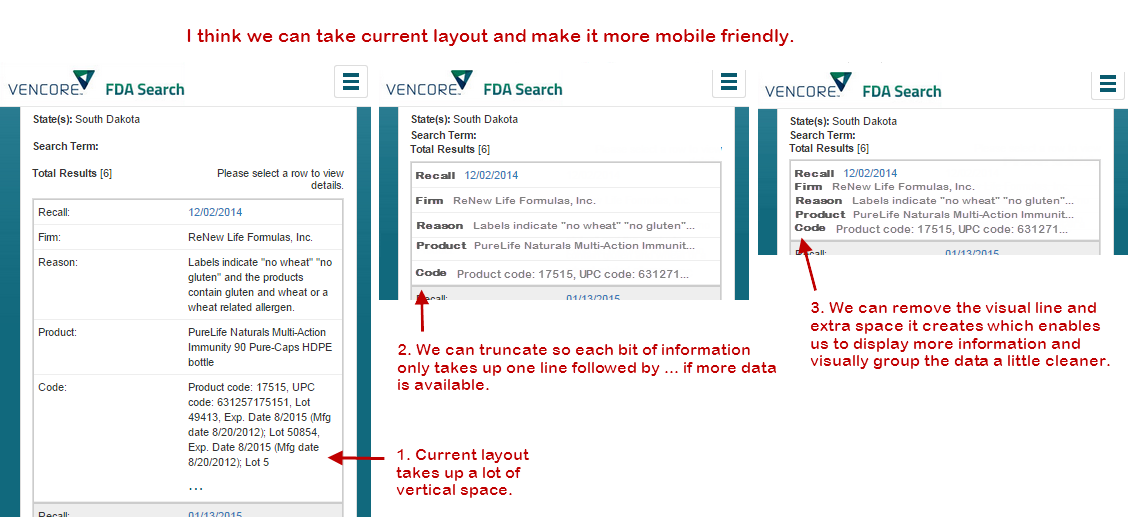 I think we can take current layout and make it more mobile friendly.
VENCORE FDA Search
State(s): South Dakota
Search Term:
Total Results [6]
Please select a row to view
details.
Recall: 12/02/2014
Firm: ReNew Life Formulas, Inc.
Reason: Labels indicate "no wheat" "no
gluten" and the products
contain gluten and wheat or a
wheat related allergen.
Product: PureLife Naturals Multi-Action
Immunity 90 Pure-Caps HDPE
bottle
Code: Product code: 17515, UPC
code: 631257175151, Lot
49413, Exp. Date 8/2015 (Mfg
date 8/20/2012); Lot 50854,
Exp. Date 8/2015 (Mfg date
8/20/2012); Lot 5
...
Recall: 01/13/2015
1. Current layout
takes up a lot of
vertical space.
VENCORE FDA Search
State(s): South Dakota
Search Term:
Total Results [6]
Recall 12/02/2014
Firm ReNew Life Formulas, Inc.
Reason Labels indicate "no wheat" "no gluten"...
Product PureLife Naturals Multi-Action Immunit...
Code Product code: 17515, UPC code: 631271...
Recall: 01/13/2015
2. We can truncate so each bit of information
only takes up one line followed by ... if more data
is available.
VENCORE FDA Search
State(s): South Dakota
Search Term:
Total Results [6]
Recall 12/02/2014
Firm ReNew Life Formulas, Inc.
Reason Labels indicate "no wheat" "no gluten"...
Product PureLife Naturals Multi-Action Immunit...
Code Product code: 17515, UPC code: 631271...
Recall: 01/13/2015
3. We can remove the visual line and
extra space it creates which enables
us to display more information and
visually group the data a little cleaner.